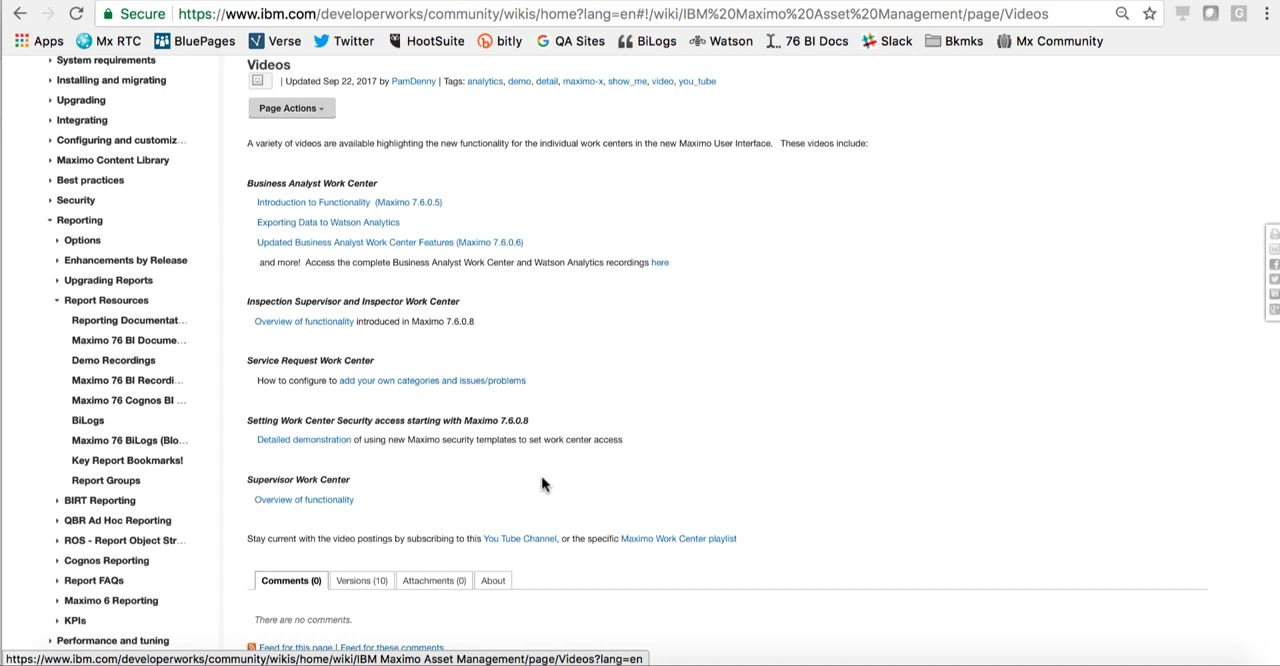 Secure https://www.ibm.com/developerworks/community/wikis/home?lang=en#!/wiki/IBM%20Maximo%20Asset%20Management/page/Videos
Apps Mx RTC BluePages Verse Twitter HootSuite bitly QA Sites BiLogs Watson 76 BI Docs Slack Bkmks Mx Community
System requirements
Installing and migrating
Upgrading
Integrating
Configuring and customiz...
Maximo Content Library
Best practices
Security
Reporting
Options
Enhancements by Release
Upgrading Reports
Report Resources
Reporting Documentat...
Maximo 76 BI Docume...
Demo Recordings
Maximo 76 BI Recordi...
Maximo 76 Cognos BI ...
BiLogs
Maximo 76 BiLogs (Blo...
Key Report Bookmarks!
Report Groups
BIRT Reporting
QBR Ad Hoc Reporting
ROS - Report Object Str...
Cognos Reporting
Report FAQs
Maximo 6 Reporting
KPIs
Performance and tuning
Videos
| Updated Sep 22, 2017 by PamDenny | Tags: analytics, demo, detail, maximo-x, show_me, video, you_tube
Page Actions
A variety of videos are available highlighting the new functionality for the individual work centers in the new Maximo User Interface. These videos include:
Business Analyst Work Center
Introduction to Functionality (Maximo 7.6.0.5)
Exporting Data to Watson Analytics
Updated Business Analyst Work Center Features (Maximo 7.6.0.6)
and more! Access the complete Business Analyst Work Center and Watson Analytics recordings here
Inspection Supervisor and Inspector Work Center
Overview of functionality introduced in Maximo 7.6.0.8
Service Request Work Center
How to configure to add your own categories and issues/problems
Setting Work Center Security access starting with Maximo 7.6.0.8
Detailed demonstration of using new Maximo security templates to set work center access
Supervisor Work Center
Overview of functionality
Stay current with the video postings by subscribing to this You Tube Channel, or the specific Maximo Work Center playlist
Comments (0) Versions (10) Attachments (0) About
There are no comments.
Feed for this page | Feed for these comments
https://www.ibm.com/developerworks/community/wikis/home/wiki/IBM Maximo Asset Management/page/Videos?lang=en